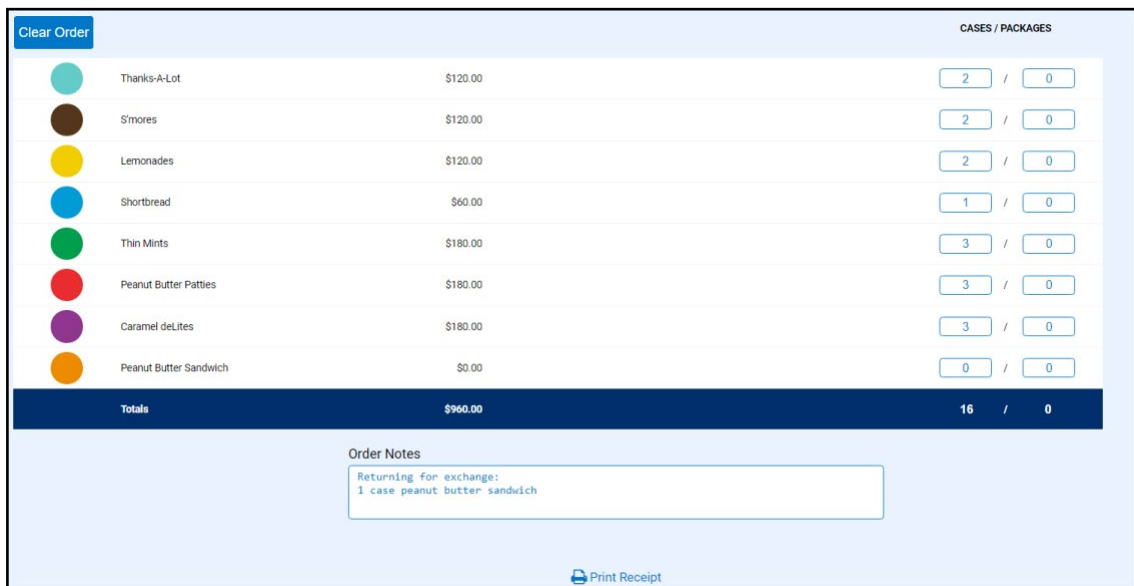 Clear Order
CASES / PACKAGES
Thanks-A-Lot $120.00 2 / 0
S'mores $120.00 2 / 0
Lemonades $120.00 2 / 0
Shortbread $60.00 1 / 0
Thin Mints $180.00 3 / 0
Peanut Butter Patties $180.00 3 / 0
Caramel deLites $180.00 3 / 0
Peanut Butter Sandwich $0.00 0 / 0
Totals $960.00 16 / 0
Order Notes
Returning for exchange:
1 case peanut butter sandwich
Print Receipt